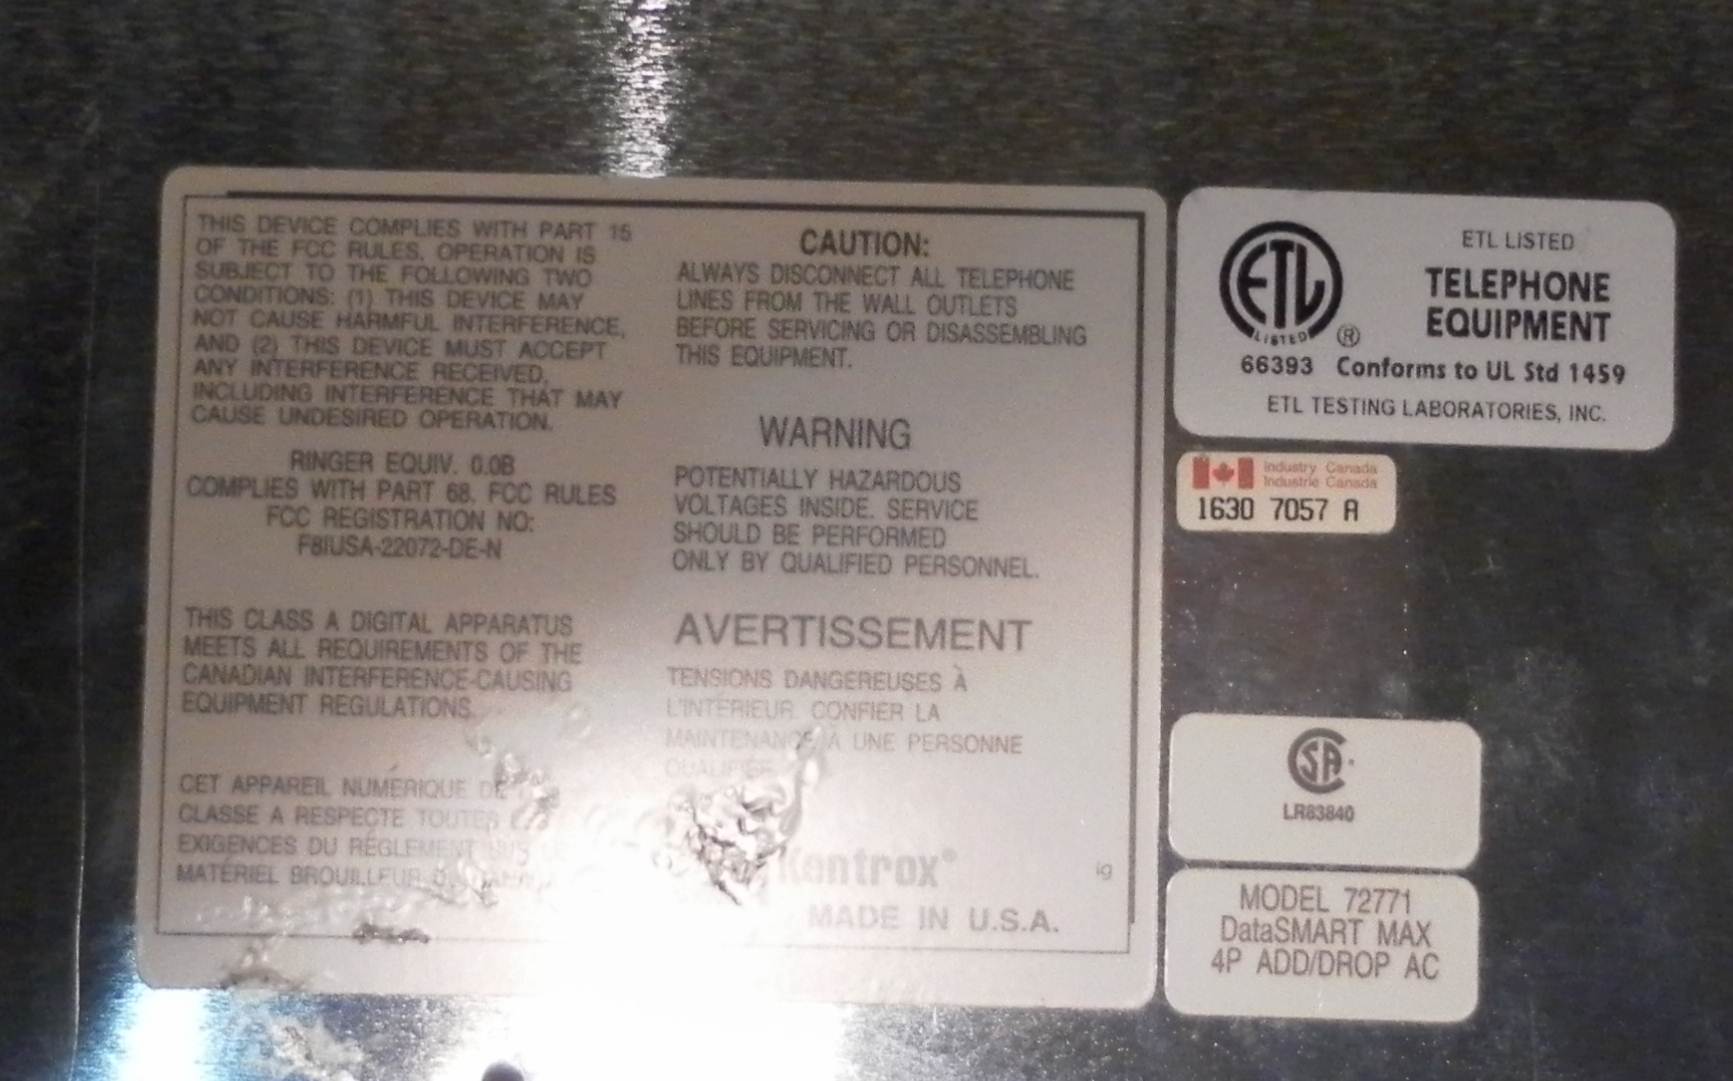 THIS DEVICE COMPLIES WITH PART 15
OF THE FCC RULES. OPERATION IS
SUBJECT TO THE FOLLOWING TWO
CONDITIONS: (1) THIS DEVICE MAY
NOT CAUSE HARMFUL INTERFERENCE,
AND (2) THIS DEVICE MUST ACCEPT
ANY INTERFERENCE RECEIVED,
INCLUDING INTERFERENCE THAT MAY
CAUSE UNDESIRED OPERATION.
RINGER EQUIV. 0.0B
COMPLIES WITH PART 68. FCC RULES
FCC REGISTRATION NO:
F8IUSA-22072-DE-N
THIS CLASS A DIGITAL APPARATUS
MEETS ALL REQUIREMENTS OF THE
CANADIAN INTERFERENCE-CAUSING
EQUIPMENT REGULATIONS.
CET APPAREIL NUMÉRIQUE DE
CLASSE A RESPECTE TOUTES
EXIGENCES DU RÉGLEMENT
MATÉRIEL BROUILLEUR
CAUTION:
ALWAYS DISCONNECT ALL TELEPHONE
LINES FROM THE WALL OUTLETS
BEFORE SERVICING OR DISASSEMBLING
THIS EQUIPMENT.
WARNING
POTENTIALLY HAZARDOUS
VOLTAGES INSIDE. SERVICE
SHOULD BE PERFORMED
ONLY BY QUALIFIED PERSONNEL.
AVERTISSEMENT
TENSIONS DANGEREUSES À
L'INTERIEUR. CONFIER LA
MAINTENANCE À UNE PERSONNE
QUALIFIÉE
Kentrox®
ig
MADE IN U.S.A.
ETL LISTED
TELEPHONE
EQUIPMENT
ETL
LISTED ®
66393 Conforms to UL Std 1459
ETL TESTING LABORATORIES, INC.
Industry Canada
Industrie Canada
1630 7057 A
SA
LR83840
MODEL 72771
DataSMART MAX
4P ADD/DROP AC